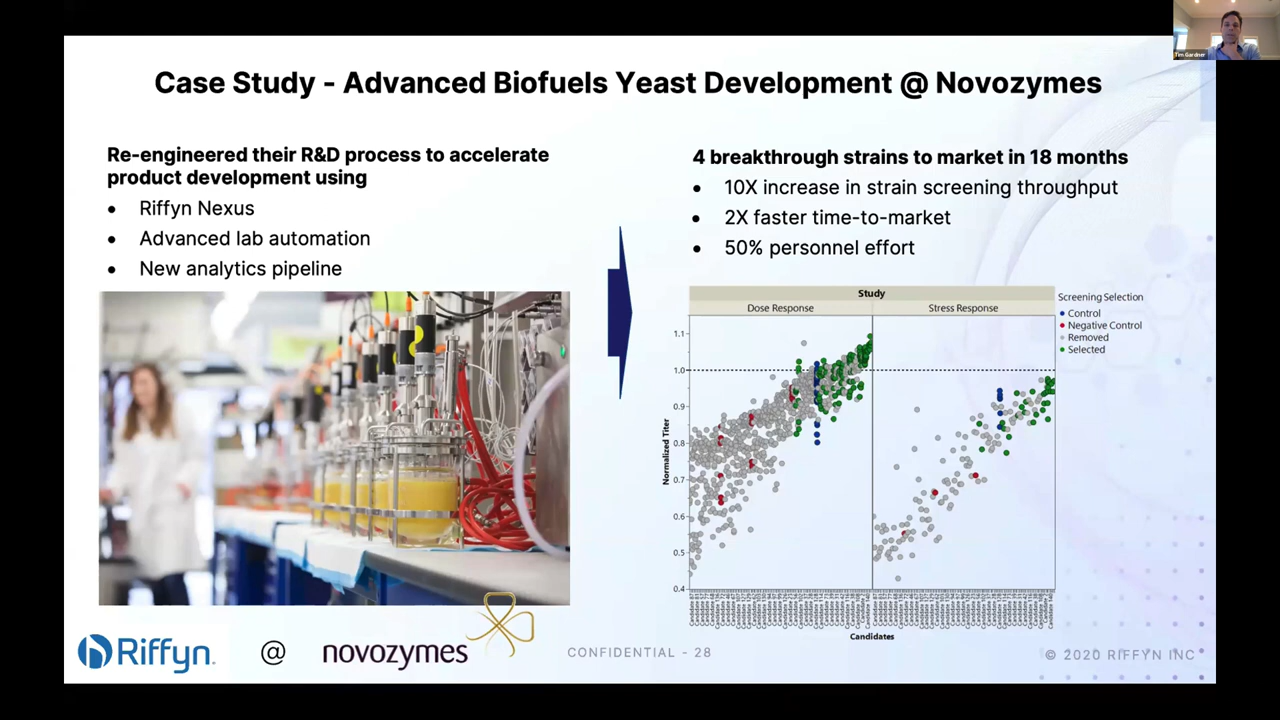 Tim Gardner
Case Study - Advanced Biofuels Yeast Development @ Novozymes
Re-engineered their R&D process to accelerate
product development using
• Riffyn Nexus
• Advanced lab automation
• New analytics pipeline
4 breakthrough strains to market in 18 months
• 10X increase in strain screening throughput
• 2X faster time-to-market
• 50% personnel effort
Study
Dose Response Stress Response
Screening Selection
Control
Negative Control
Removed
Selected
Normalized Titer
1.1
1.0
0.9
0.8
0.7
0.6
0.5
0.4
Candidates
Riffyn.
@
novozymes
CONFIDENTIAL - 28
© 2020 RIFFYN INC